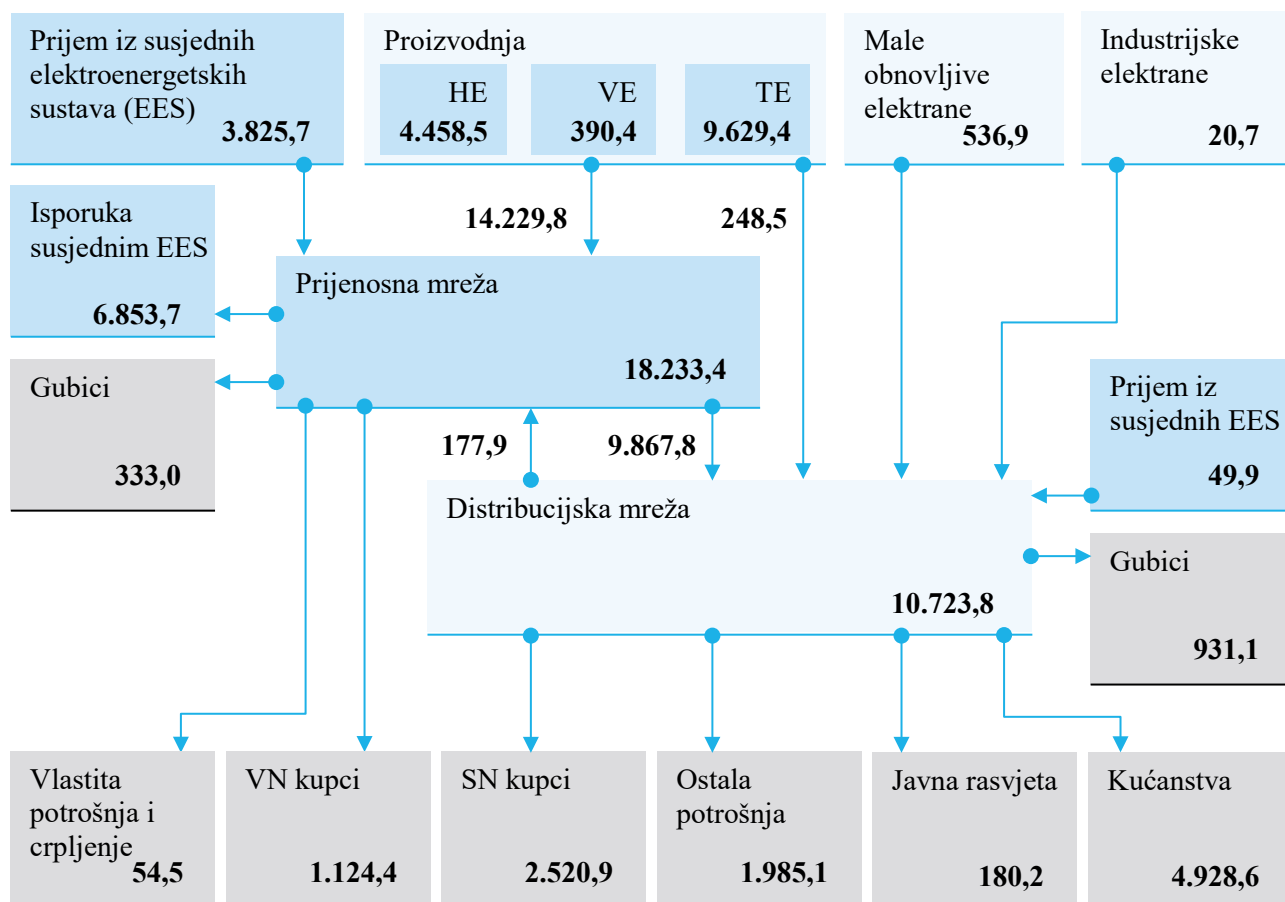 Prijem iz susjednih
elektroenergetskih
sustava (EES)
3.825,7
Proizvodnja
HE
4.458,5
VE
390,4
TE
9.629,4
Male
obnovljive
elektrane
536,9
Industrijske
elektrane
20,7
14.229,8
248,5
Isporuka
susjednim EES
6.853,7
Prijenosna mreža
18.233,4
Gubici
333,0
177,9
9.867,8
Prijem iz
susjednih EES
49,9
Distribucijska mreža
10.723,8
Gubici
931,1
Vlastita
potrošnja i
crpljenje
54,5
VN kupci
1.124,4
SN kupci
2.520,9
Ostala
potrošnja
1.985,1
Javna rasvjeta
180,2
Kućanstva
4.928,6